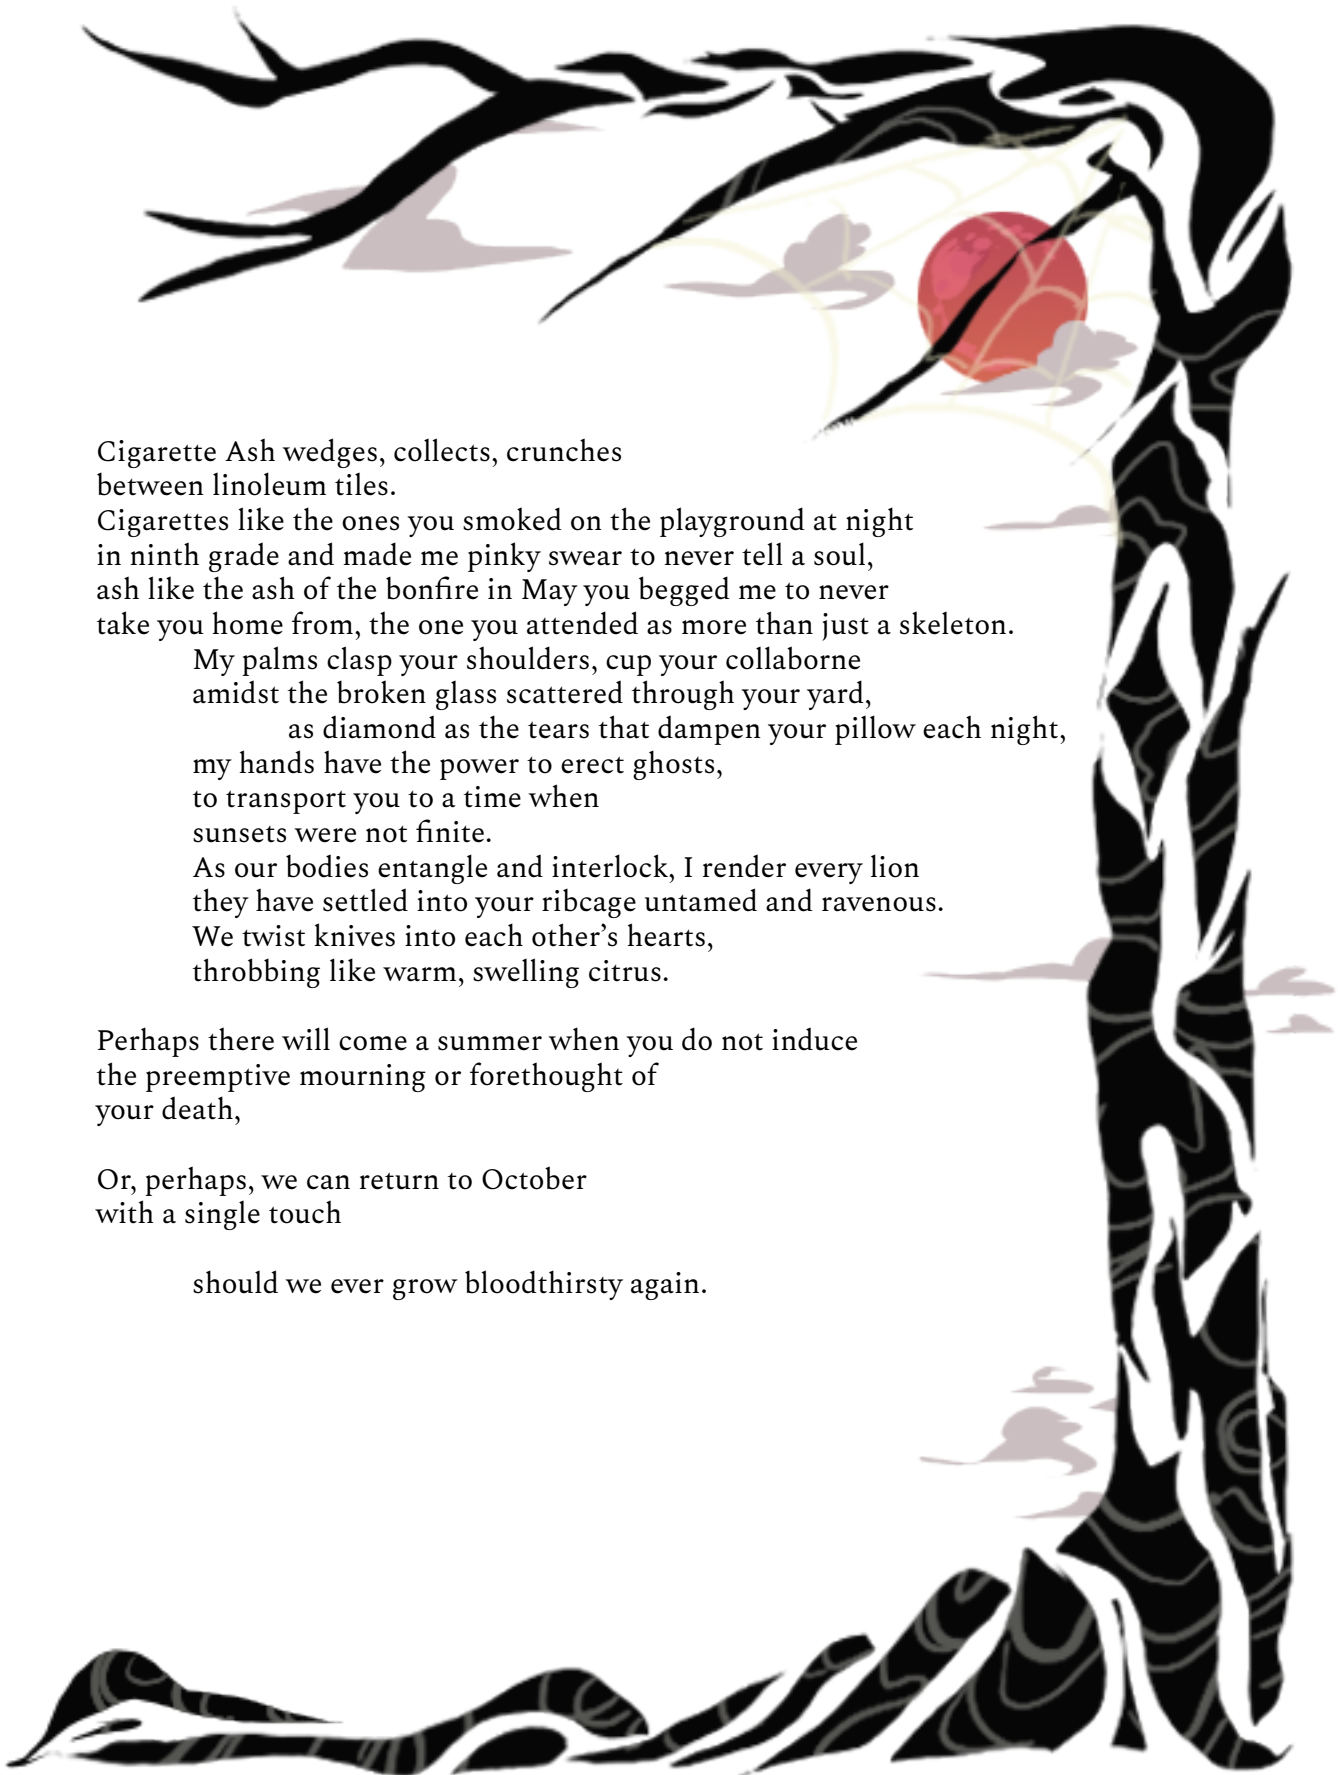 Cigarette Ash wedges, collects, crunches
between linoleum tiles.
Cigarettes like the ones you smoked on the playground at night
in ninth grade and made me pinky swear to never tell a soul,
ash like the ash of the bonfire in May you begged me to never
take you home from, the one you attended as more than just a skeleton.
My palms clasp your shoulders, cup your collaborne
amidst the broken glass scattered through your yard,
as diamond as the tears that dampen your pillow each night,
my hands have the power to erect ghosts,
to transport you to a time when
sunsets were not finite.
As our bodies entangle and interlock, I render every lion
they have settled into your ribcage untamed and ravenous.
We twist knives into each other’s hearts,
throbbing like warm, swelling citrus.
Perhaps there will come a summer when you do not induce
the preemptive mourning or forethought of
your death,
Or, perhaps, we can return to October
with a single touch
should we ever grow bloodthirsty again.